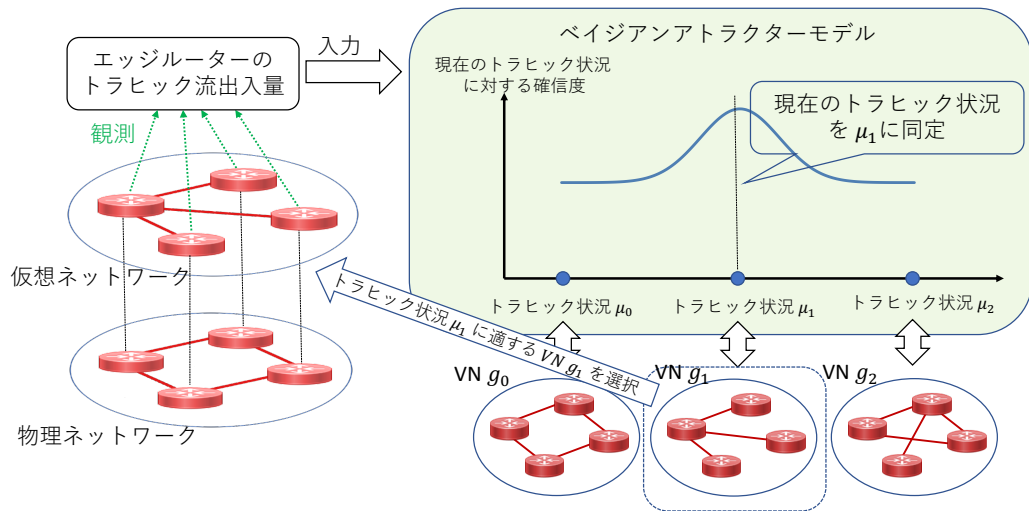 エッジルーターの
トラヒック流出入量
入力
観測
仮想ネットワーク
物理ネットワーク
ベイジアンアトラクターモデル
現在のトラヒック状況
に対する確信度
現在のトラヒック状況
を μ₁に同定
トラヒック状況 μ₀
トラヒック状況 μ₁
トラヒック状況 μ₂
トラヒック状況 μ₁ に適する VN g₁ を選択
VN g₀
VN g₁
VN g₂